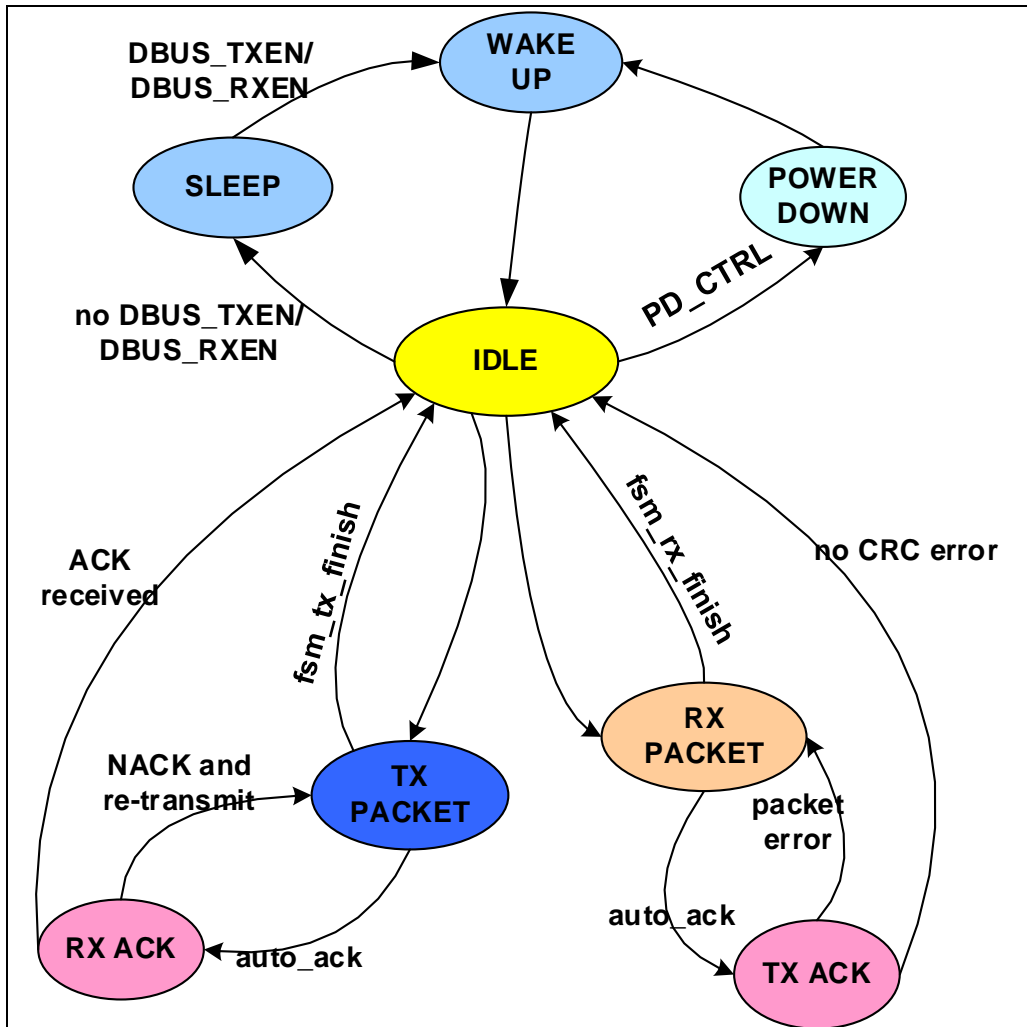 DBUS_TXEN/
DBUS_RXEN
WAKE
UP
SLEEP
POWER
DOWN
PD_CTRL
no DBUS_TXEN/
DBUS_RXEN
IDLE
ACK
received
fsm_tx_finish
fsm_rx_finish
no CRC error
NACK and
re-transmit
TX
PACKET
RX
PACKET
packet
error
RX ACK
auto_ack
auto_ack
TX ACK